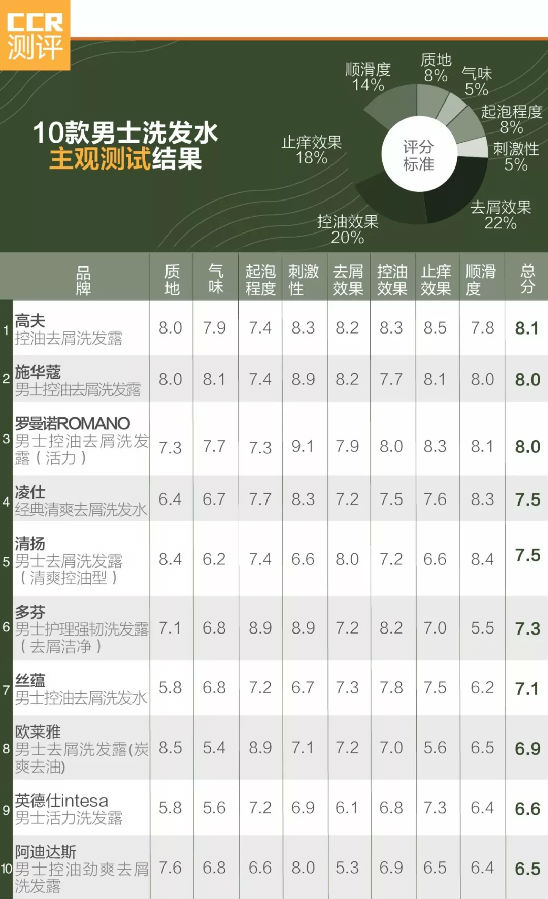 CCR
测评
10款男士洗发水
主观测试结果
评分
标准
质地
8%
气味
5%
起泡程度
8%
刺激性
5%
去屑效果
22%
控油效果
20%
止痒效果
18%
顺滑度
14%
品牌 质地 气味 起泡程度 刺激性 去屑效果 控油效果 止痒效果 顺滑度 总分
1 高夫
控油去屑洗发露
8.0 7.9 7.4 8.3 8.2 8.3 8.5 7.8 8.1
2 施华蔻
男士控油去屑洗发露
8.0 8.1 7.4 8.9 8.2 7.7 8.1 8.0 8.0
3 罗曼诺ROMANO
男士控油去屑洗发
露（活力）
7.3 7.7 7.3 9.1 7.9 8.0 8.3 8.1 8.0
4 凌仕
经典清爽去屑洗发水
6.4 6.7 7.7 8.3 7.2 7.5 7.6 8.3 7.5
5 清扬
男士去屑洗发露
（清爽控油型）
8.4 6.2 7.4 6.6 8.0 7.2 6.6 8.4 7.5
6 多芬
男士护理强韧洗发露
（去屑洁净）
7.1 6.8 8.9 8.9 7.2 8.2 7.0 5.5 7.3
7 丝蕴
男士控油去屑洗发水
5.8 6.8 7.2 6.7 7.3 7.8 7.5 6.2 7.1
8 欧莱雅
男士去屑洗发露(炭
爽去油)
8.5 5.4 8.9 7.1 7.2 7.0 5.6 6.5 6.9
9 英德仕intesa
男士活力洗发露
5.8 5.6 7.2 6.9 6.1 6.8 7.3 6.4 6.6
10 阿迪达斯
男士控油劲爽去屑
洗发露
7.6 6.8 6.6 8.0 5.3 6.9 6.5 6.4 6.5